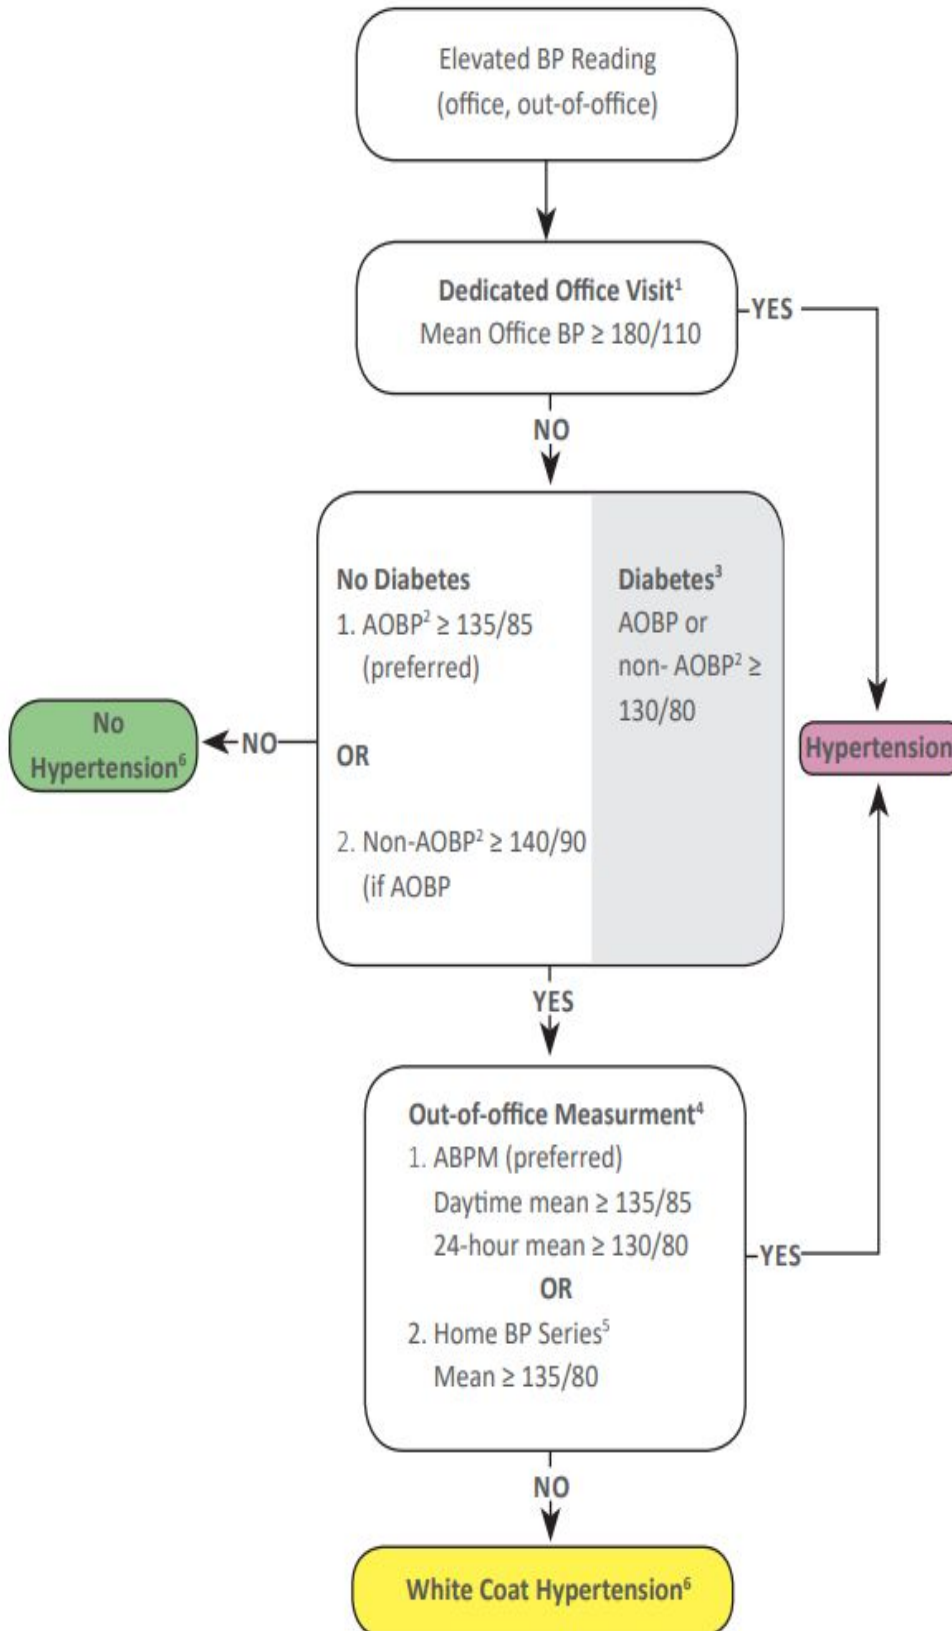 Elevated BP Reading
(office, out-of-office)
Dedicated Office Visit¹
Mean Office BP ≥ 180/110
YES
NO
No Diabetes
1. AOBP² ≥ 135/85
(preferred)
OR
2. Non-AOBP² ≥ 140/90
(if AOBP
Diabetes³
AOBP or
non- AOBP² ≥
130/80
NO
No
Hypertension⁶
Hypertension
YES
Out-of-office Measurment⁴
1. ABPM (preferred)
Daytime mean ≥ 135/85
24-hour mean ≥ 130/80
OR
2. Home BP Series⁵
Mean ≥ 135/80
YES
NO
White Coat Hypertension⁶